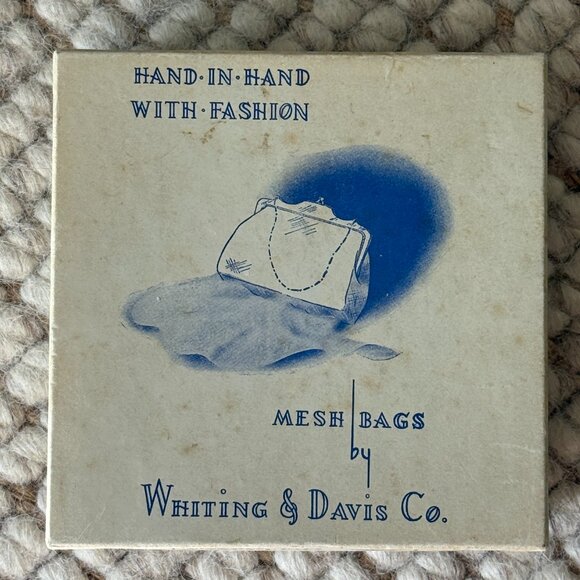 HAND·IN·HAND
WITH·FASHION
MESH BAGS
by
WHITING & DAVIS CO.